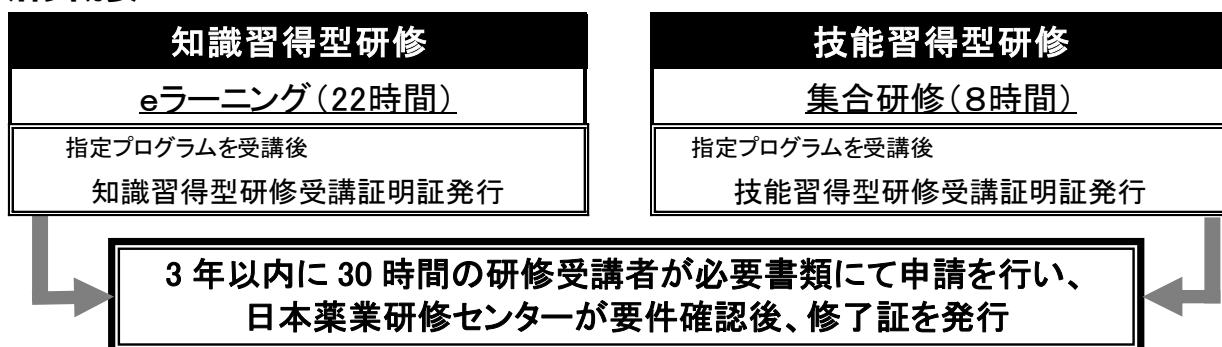 知識習得型研修
eラーニング(22時間)
指定プログラムを受講後
知識習得型研修受講証明証発行
技能習得型研修
集合研修(8時間)
指定プログラムを受講後
技能習得型研修受講証明証発行
3年以内に30時間の研修受講者が必要書類にて申請を行い、
日本薬業研修センターが要件確認後、修了証を発行